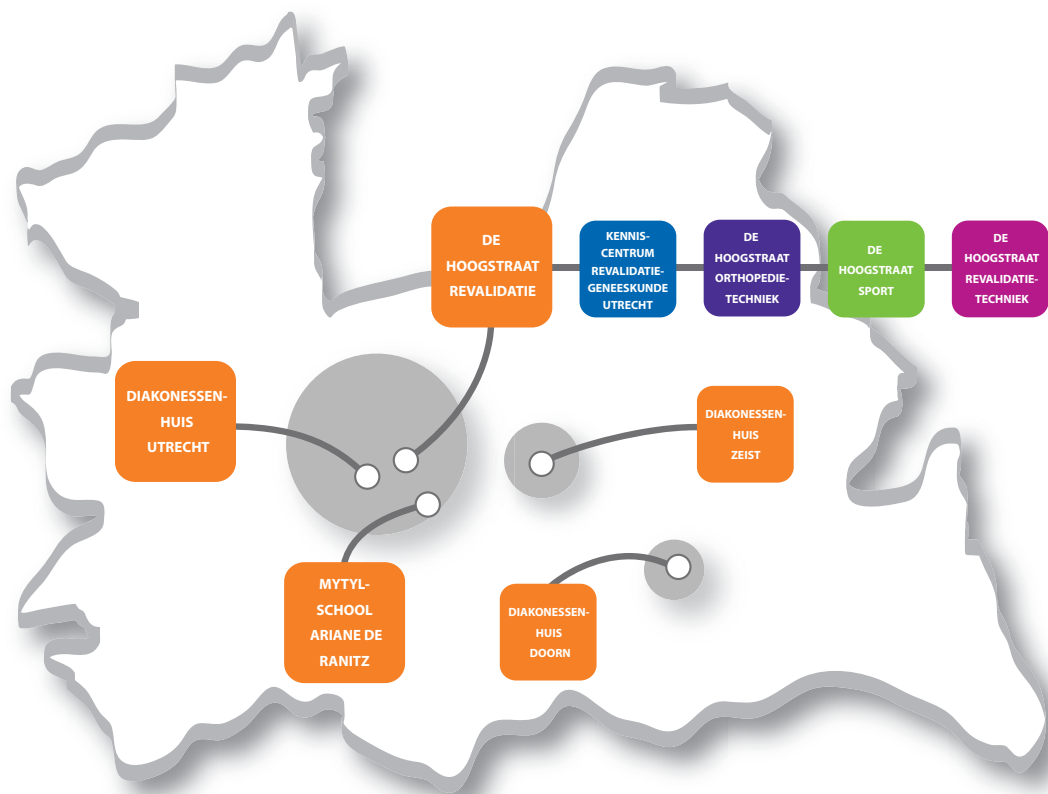 DE
HOOGSTRAAT
REVALIDATIE
KENNIS-
CENTRUM
REVALIDATIE-
GENEESKUNDE
UTRECHT
DE
HOOGSTRAAT
ORTHOPEDIE-
TECHNIEK
DE
HOOGSTRAAT
SPORT
DE
HOOGSTRAAT
REVALIDATIE-
TECHNIEK
DIAKONESSEN-
HUIS
UTRECHT
DIAKONESSEN-
HUIS
ZEIST
MYTYL-
SCHOOL
ARIANE DE
RANITZ
DIAKONESSEN-
HUIS
DOORN